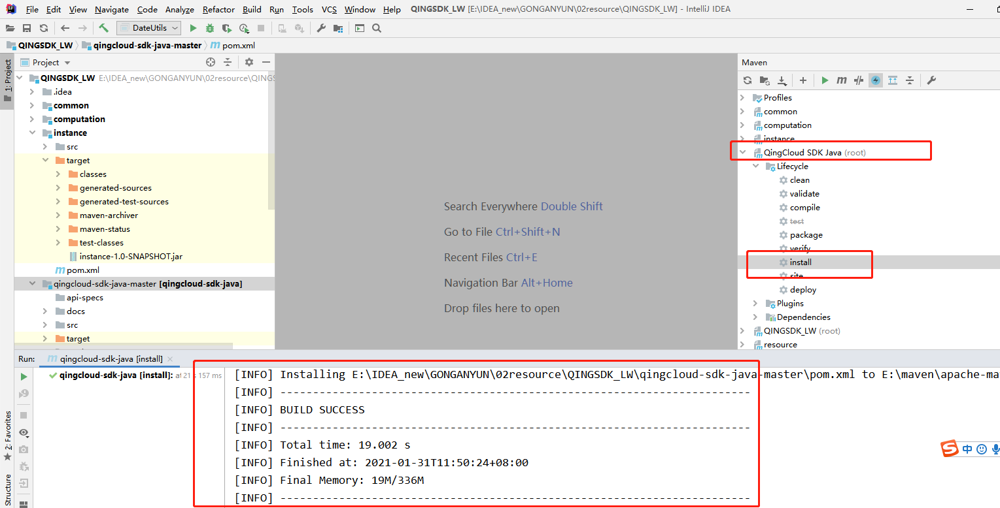 File Edit View Navigate Code Analyze Refactor Build Run Tools VCS Window Help QINGSDK_LW [E:\IDEA_new\GONGANYUN\02resource\QINGSDK_LW] - IntelliJ IDEA
DateUtils
QINGSDK_LW qingcloud-sdk-java-master m pom.xml
1: Project
Project
QINGSDK_LW E:\IDEA_new\GONGANYUN\02resource\QINGS
.idea
common
computation
instance
src
target
classes
generated-sources
generated-test-sources
maven-archiver
maven-status
test-classes
instance-1.0-SNAPSHOT.jar
m pom.xml
qingcloud-sdk-java-master [qingcloud-sdk-java]
api-specs
docs
src
target
Search Everywhere Double Shift
Go to File Ctrl+Shift+N
Recent Files Ctrl+E
Navigation Bar Alt+Home
Drop files here to open
Maven
Profiles
common
computation
instance
QingCloud SDK Java (root)
Lifecycle
clean
validate
compile
test
package
verify
install
site
deploy
Plugins
Dependencies
QINGSDK_LW (root)
resource
Run: m qingcloud-sdk-java [install]
qingcloud-sdk-java [install]: at 21 s 157 ms
[INFO] Installing E:\IDEA_new\GONGANYUN\02resource\QINGSDK_LW\qingcloud-sdk-java-master\pom.xml to E:\maven\apache-ma
[INFO] ------------------------------------------------------------------------
[INFO] BUILD SUCCESS
[INFO] ------------------------------------------------------------------------
[INFO] Total time: 19.002 s
[INFO] Finished at: 2021-01-31T11:50:24+08:00
[INFO] Final Memory: 19M/336M
[INFO] ------------------------------------------------------------------------
2: Favorites
Structure
S 中